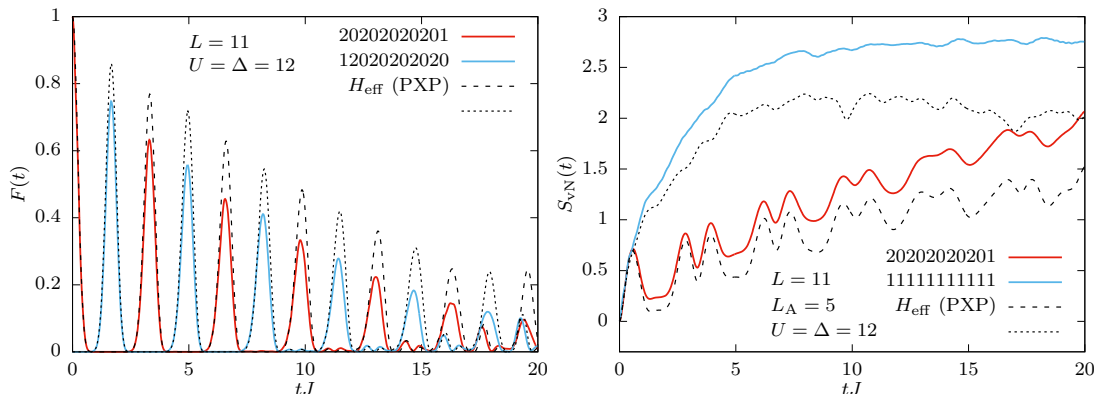 1
0.8
0.6
0.4
0.2
0
F(t)
0
5
10
15
20
tJ
L = 11
U = Δ = 12
20202020201
12020202020
H_eff (PXP)
3
2.5
2
1.5
1
0.5
0
S_vN(t)
0
5
10
15
20
tJ
L = 11
L_A = 5
U = Δ = 12
20202020201
11111111111
H_eff (PXP)